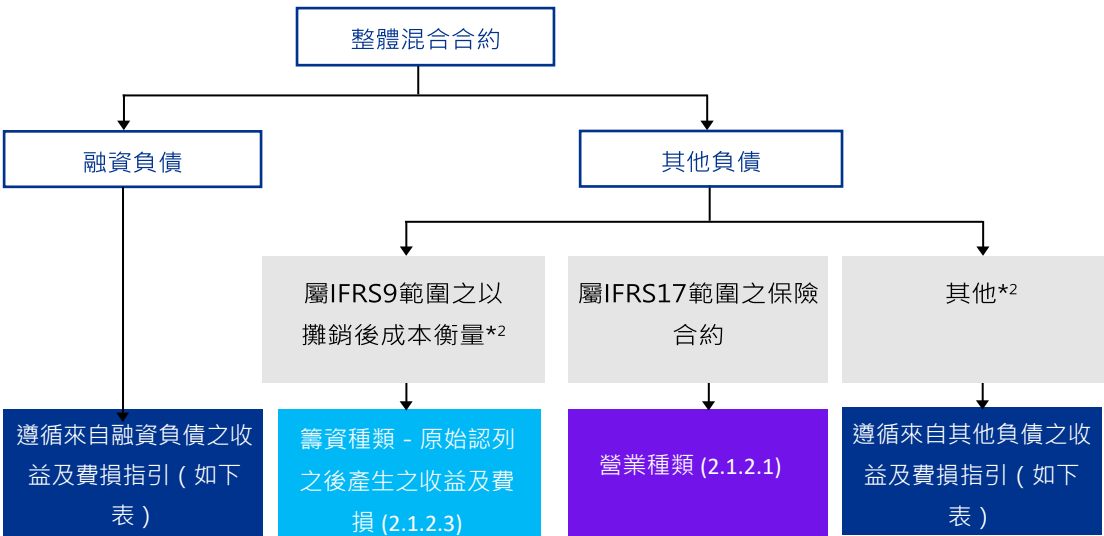 整體混合合約
融資負債
其他負債
屬IFRS9範圍之以
攤銷後成本衡量*2
屬IFRS17範圍之保險
合約
其他*2
遵循來自融資負債之收
益及費損指引 ( 如下
表 )
籌資種類 - 原始認列
之後產生之收益及費
損 (2.1.2.3)
營業種類 (2.1.2.1)
遵循來自其他負債之收
益及費損指引 ( 如下
表 )